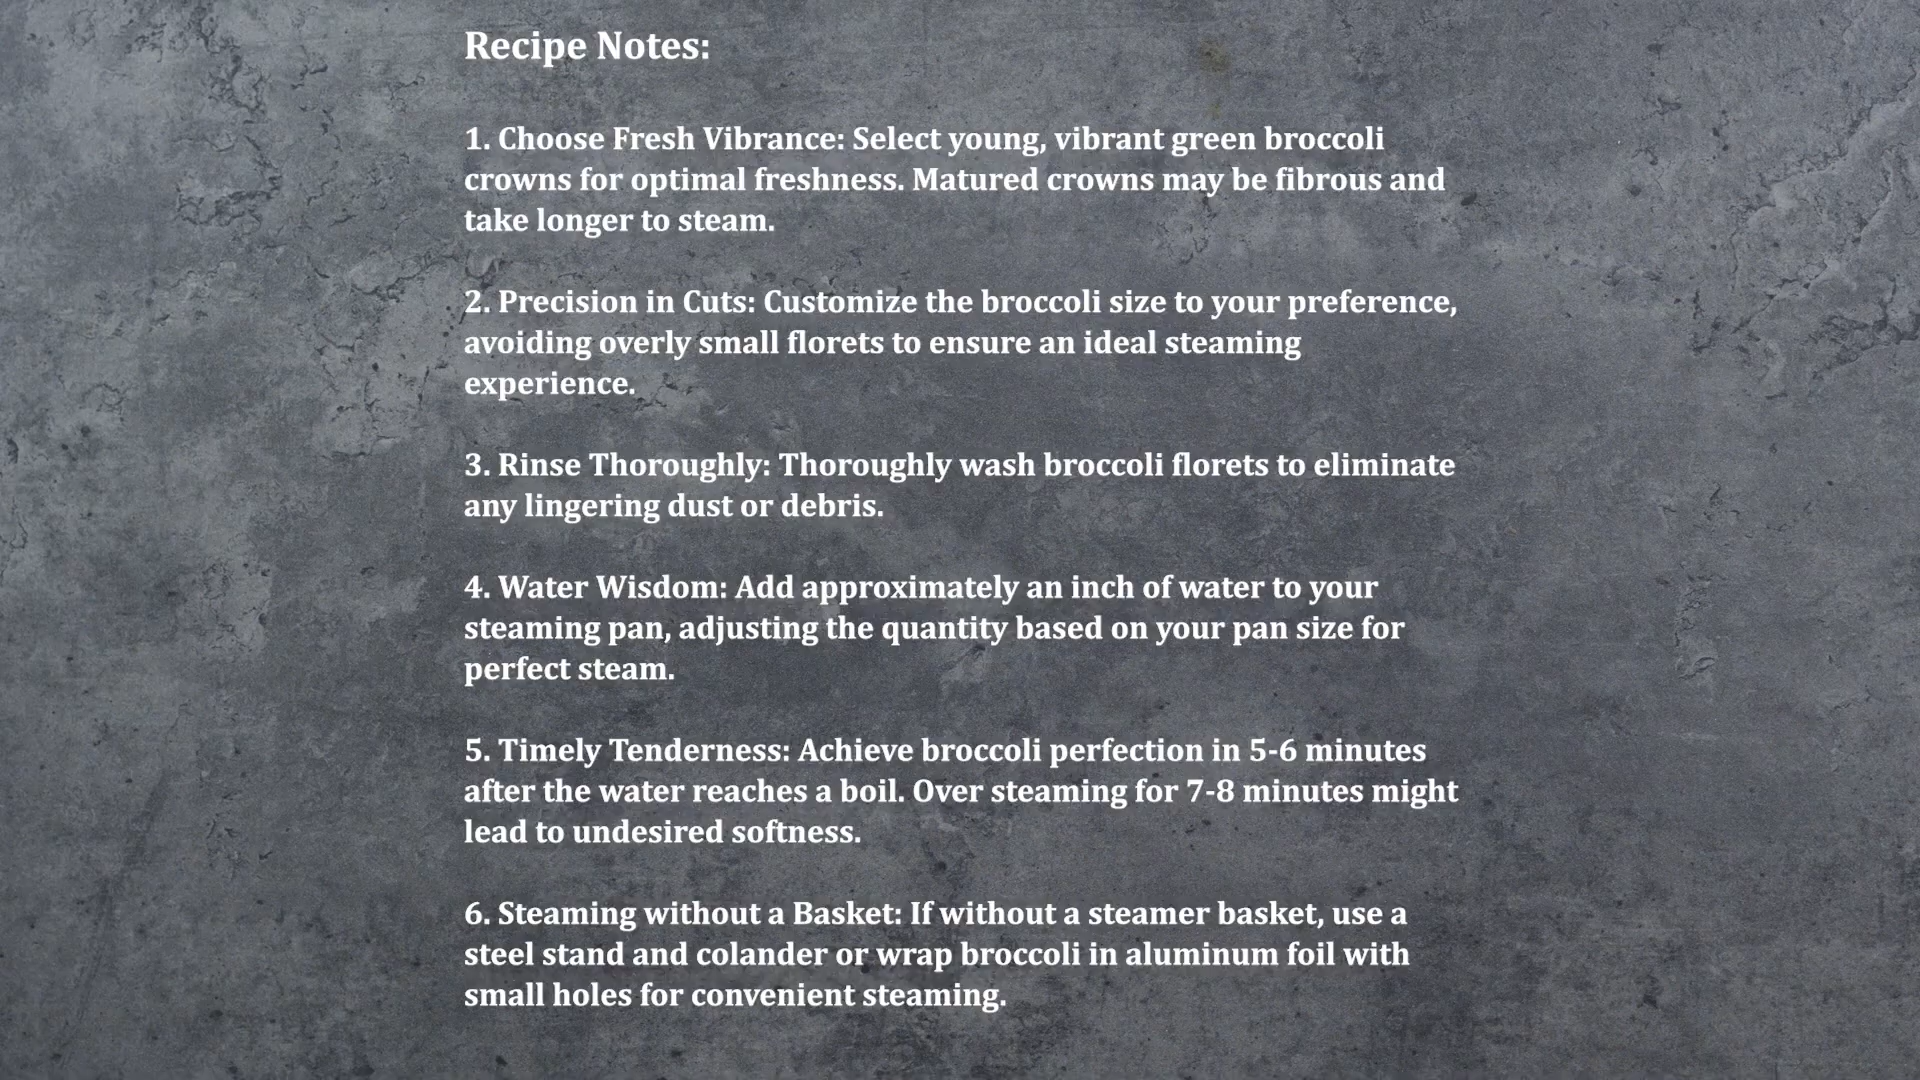 Recipe Notes:
1. Choose Fresh Vibrance: Select young, vibrant green broccoli
crowns for optimal freshness. Matured crowns may be fibrous and
take longer to steam.
2. Precision in Cuts: Customize the broccoli size to your preference,
avoiding overly small florets to ensure an ideal steaming
experience.
3. Rinse Thoroughly: Thoroughly wash broccoli florets to eliminate
any lingering dust or debris.
4. Water Wisdom: Add approximately an inch of water to your
steaming pan, adjusting the quantity based on your pan size for
perfect steam.
5. Timely Tenderness: Achieve broccoli perfection in 5-6 minutes
after the water reaches a boil. Over steaming for 7-8 minutes might
lead to undesired softness.
6. Steaming without a Basket: If without a steamer basket, use a
steel stand and colander or wrap broccoli in aluminum foil with
small holes for convenient steaming.